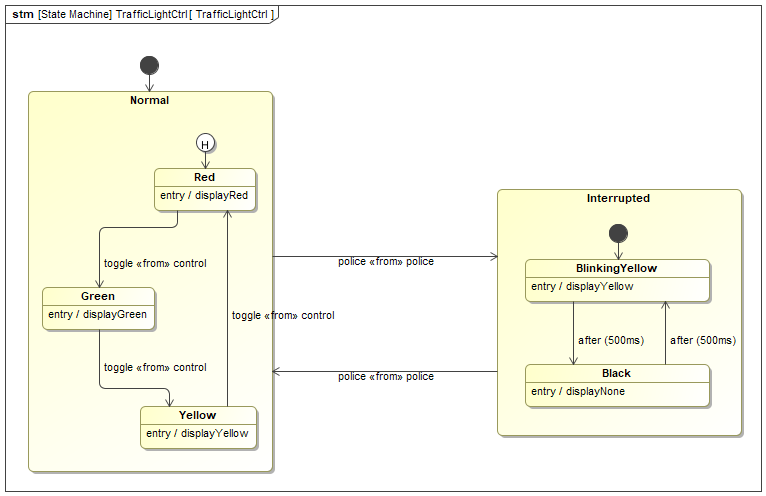 stm [State Machine] TrafficLightCtrl[ TrafficLightCtrl ]
Normal
H
Red
entry / displayRed
toggle «from» control
Green
entry / displayGreen
toggle «from» control
toggle «from» control
Yellow
entry / displayYellow
police «from» police
police «from» police
Interrupted
BlinkingYellow
entry / displayYellow
after (500ms)
after (500ms)
Black
entry / displayNone